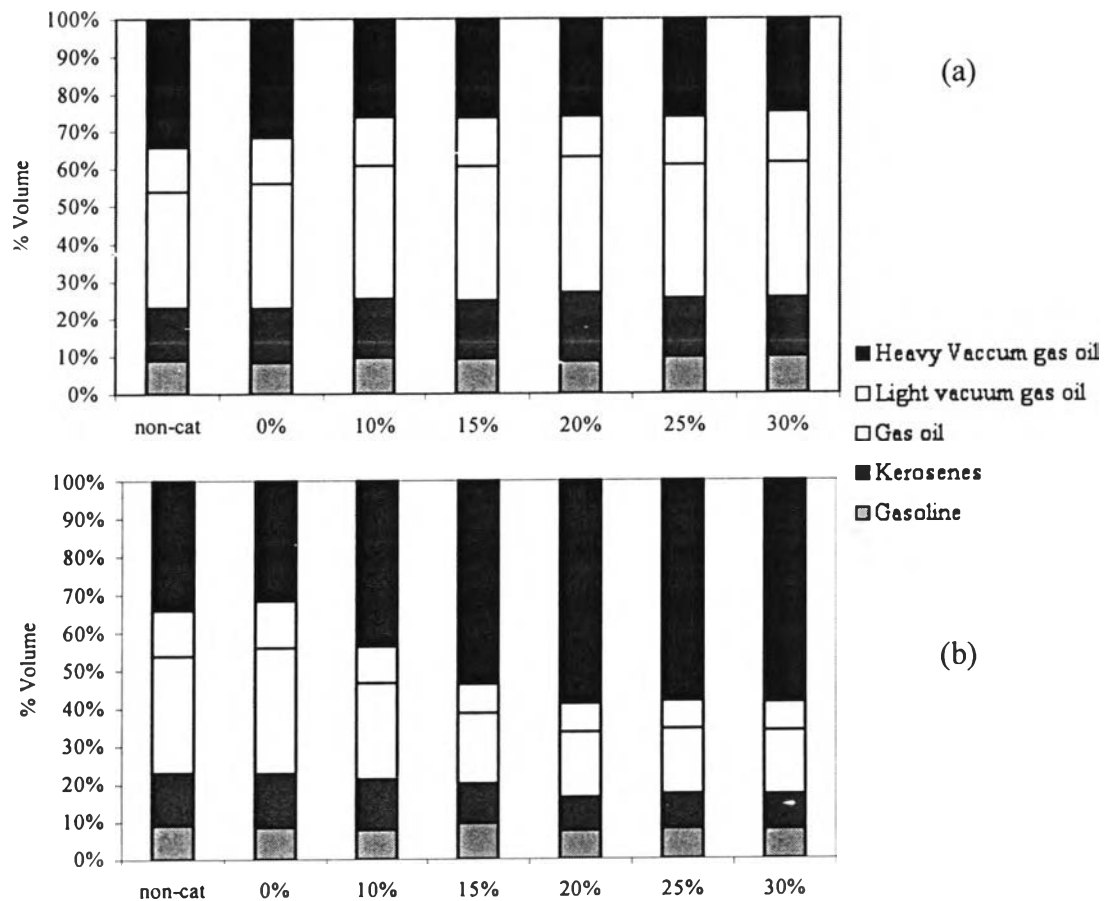 100%
90%
80%
70%
60%
50%
40%
30%
20%
10%
0%
% Volume
non-cat 0% 10% 15% 20% 25% 30%
(a)
Heavy Vaccum gas oil
Light vacuum gas oil
Gas oil
Kerosenes
Gasoline
100%
90%
80%
70%
60%
50%
40%
30%
20%
10%
0%
% Volume
non-cat 0% 10% 15% 20% 25% 30%
(b)